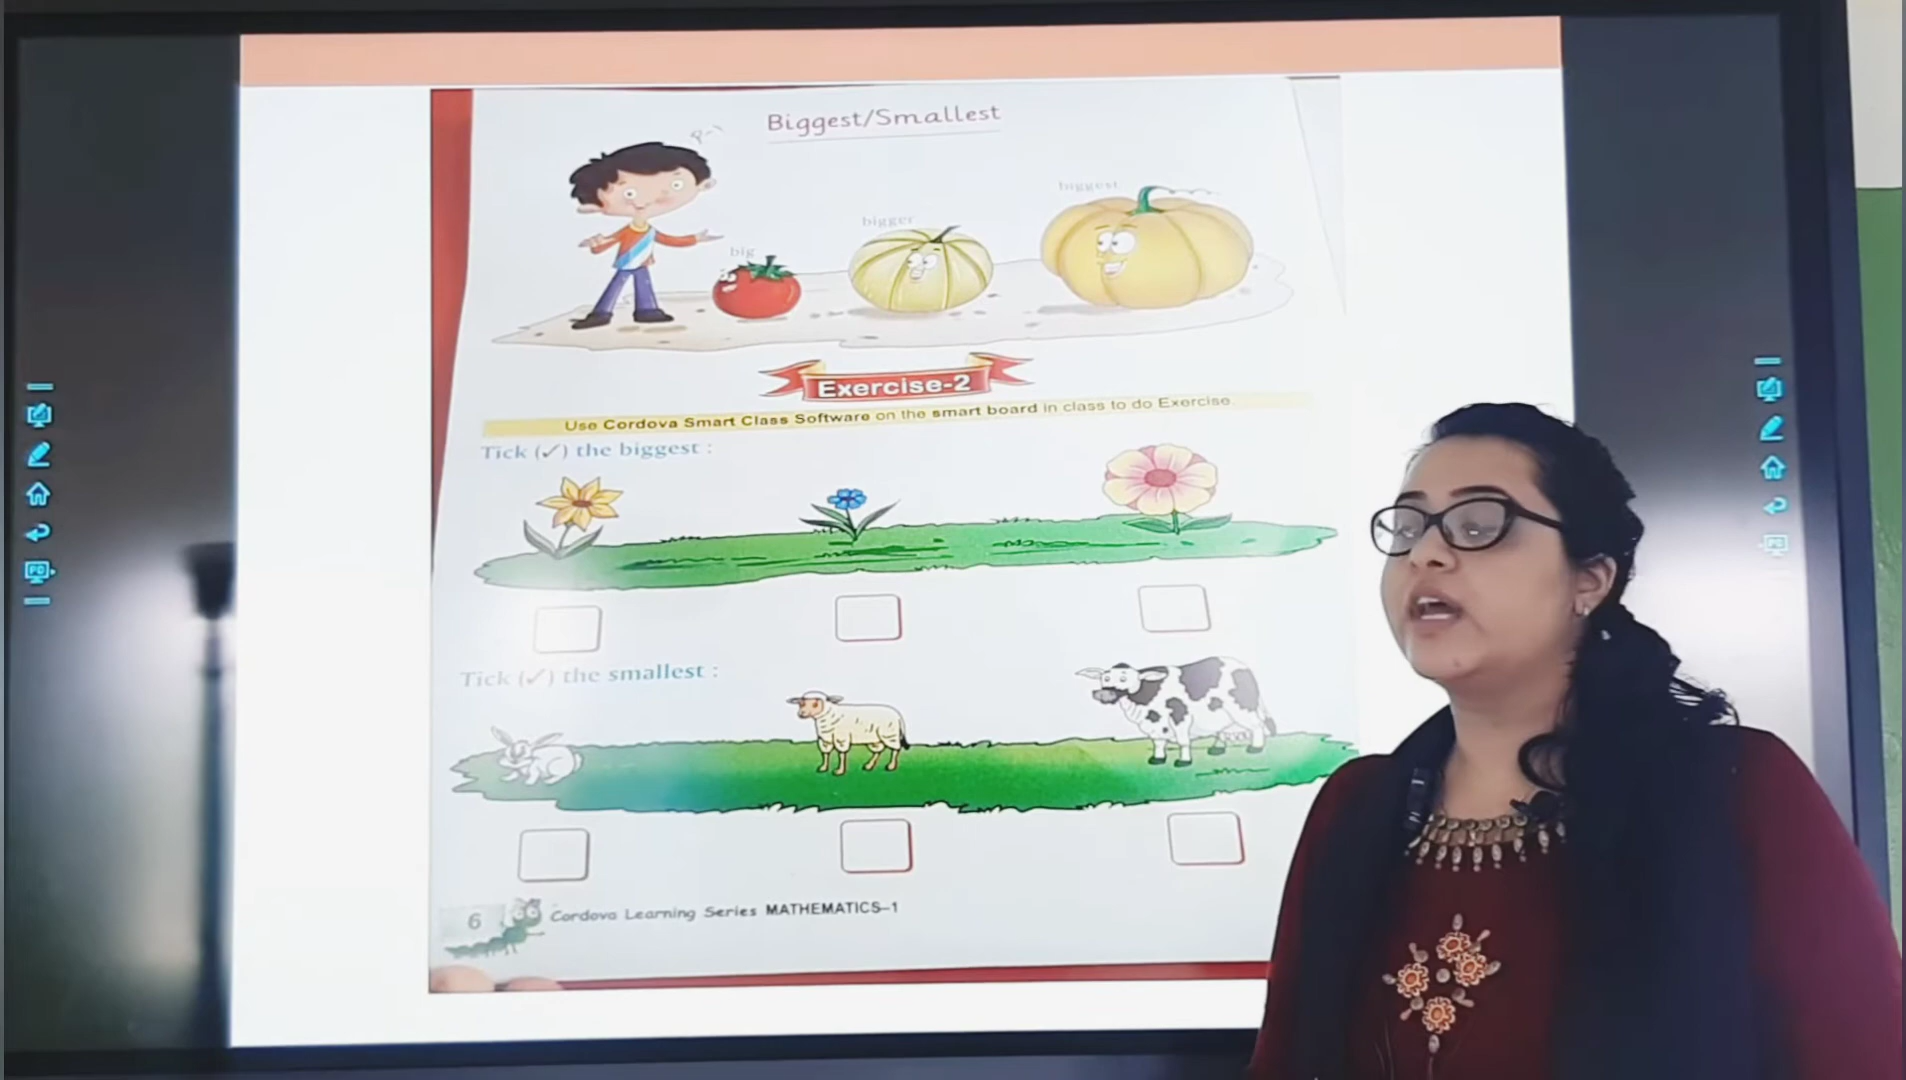 Biggest/Smallest
big
bigger
biggest
Exercise-2
Use Cordova Smart Class Software on the smart board in class to do Exercise.
Tick (✓) the biggest :
Tick (✓) the smallest :
6
Cordova Learning Series MATHEMATICS–1